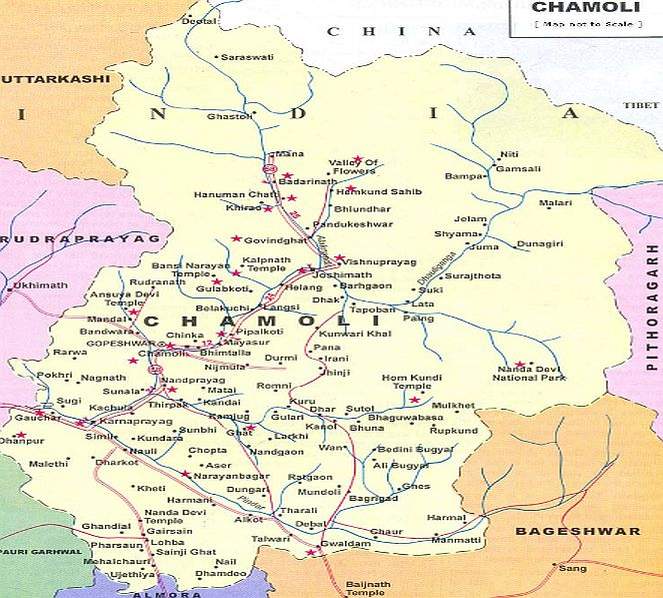 CHAMOLI
[ Map not to Scale ]
CHINA
Deotal
Saraswati
UTTARKASHI
INDIA
Ghastoli
TIBET
Mana
Valley Of
Flowers
Niti
Gamsali
Bampa
Badarinath
Hanuman Chatti
Hemkund Sahib
Khirao
Bhiundhar
Malari
Pandukeshwar
Jelam
Shyama
Juma
Dunagiri
RUDRAPRAYAG
Govindghat
Alaknanda
Vishnuprayag
Dhauliganga
Bansi Narayan
Temple
Kalpnath
Temple
Joshimath
Rudranath
Gulabkoti
Helang
Barhgaon
Suki
Surajthota
Ukhimath
Ansuya Devi
Temple
Dhak
Lata
Belakuchi
Langsi
Tapoban
Paing
Mandal
CHAMOLI
Bandwara
Chinka
Pipalkoti
Kunwari Khal
PITHORAGARH
GOPESHWAR
12
Mayasur
Chamoli
Bhimtalla
Pana
Rarwa
Durmi
Irani
Nijmula
Jhinji
Nanda Devi
National Park
Pokhri
Nagnath
Nandprayag
Hom Kundi
Temple
Sunala
Matai
Romni
Sugi
Thirpak
Kandai
Kuru
Mulkhet
Kachula
Dhar
Sutol
Gauchar
Karnaprayag
Gulari
Bhaguwabasa
Kanol
Bhuna
Rupkund
Dhanpur
Simli
Sunbhi
Ghat
Kundara
Larkhi
Nauli
Nandgaon
Wan
Bedini Bugyal
Malethi
Dharkot
Chopta
Aser
Ali Bugyal
Kheti
Narayanbagar
Ratgaon
Ghes
Harmani
Dungari
Mundoli
Bagrigad
Pindar
Nanda Devi
Temple
Tharali
Harmal
Ghandial
Gairsain
Alkot
Debal
BAGESHWAR
Lohba
Talwari
Chaur
Manmatti
Pharsaun
Sainji Ghat
Gwaldam
PAURI GARHWAL
Mehalchauri
Nail
Sang
Ujethiya
Dhamdeo
Baijnath
Temple
ALMORA